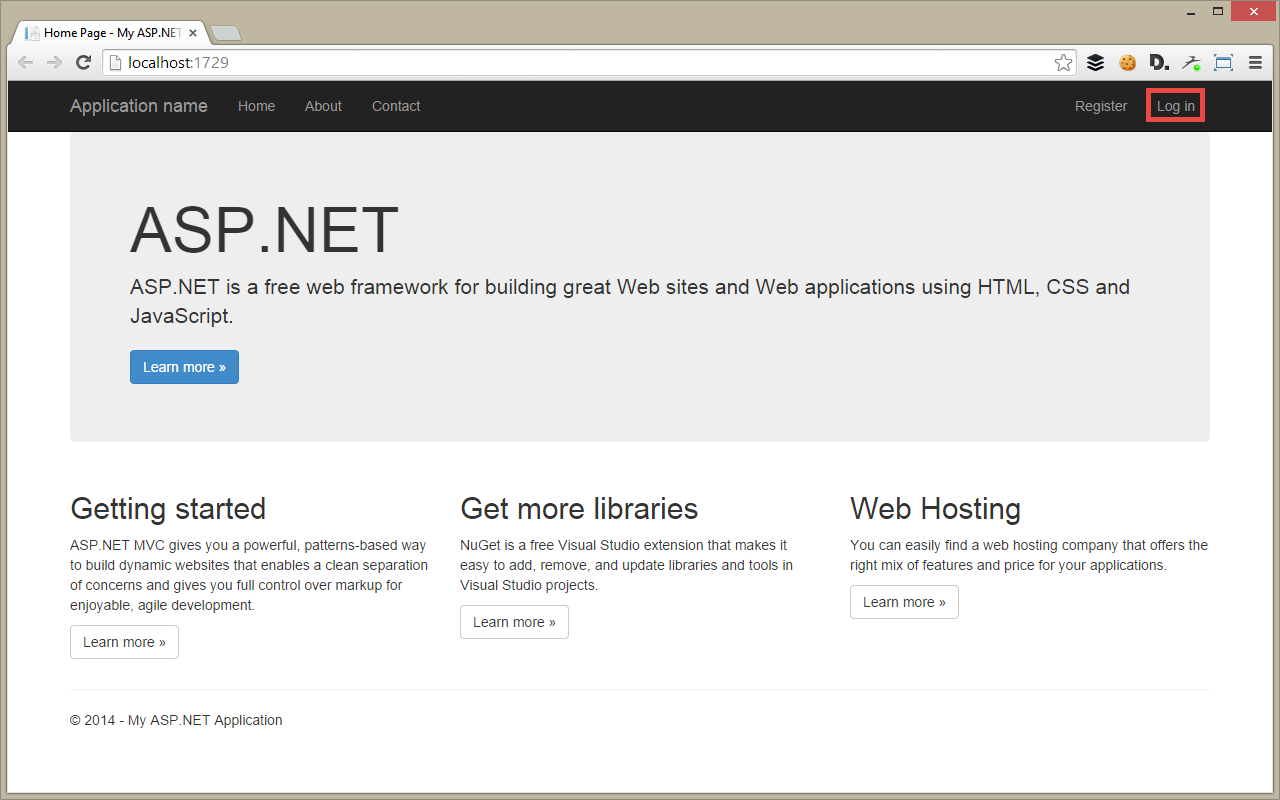 Home Page - My ASP.NET
localhost:1729
Application name Home About Contact Register Log in
ASP.NET
ASP.NET is a free web framework for building great Web sites and Web applications using HTML, CSS and
JavaScript.
Learn more »
Getting started
ASP.NET MVC gives you a powerful, patterns-based way
to build dynamic websites that enables a clean separation
of concerns and gives you full control over markup for
enjoyable, agile development.
Learn more »
Get more libraries
NuGet is a free Visual Studio extension that makes it
easy to add, remove, and update libraries and tools in
Visual Studio projects.
Learn more »
Web Hosting
You can easily find a web hosting company that offers the
right mix of features and price for your applications.
Learn more »
© 2014 - My ASP.NET Application